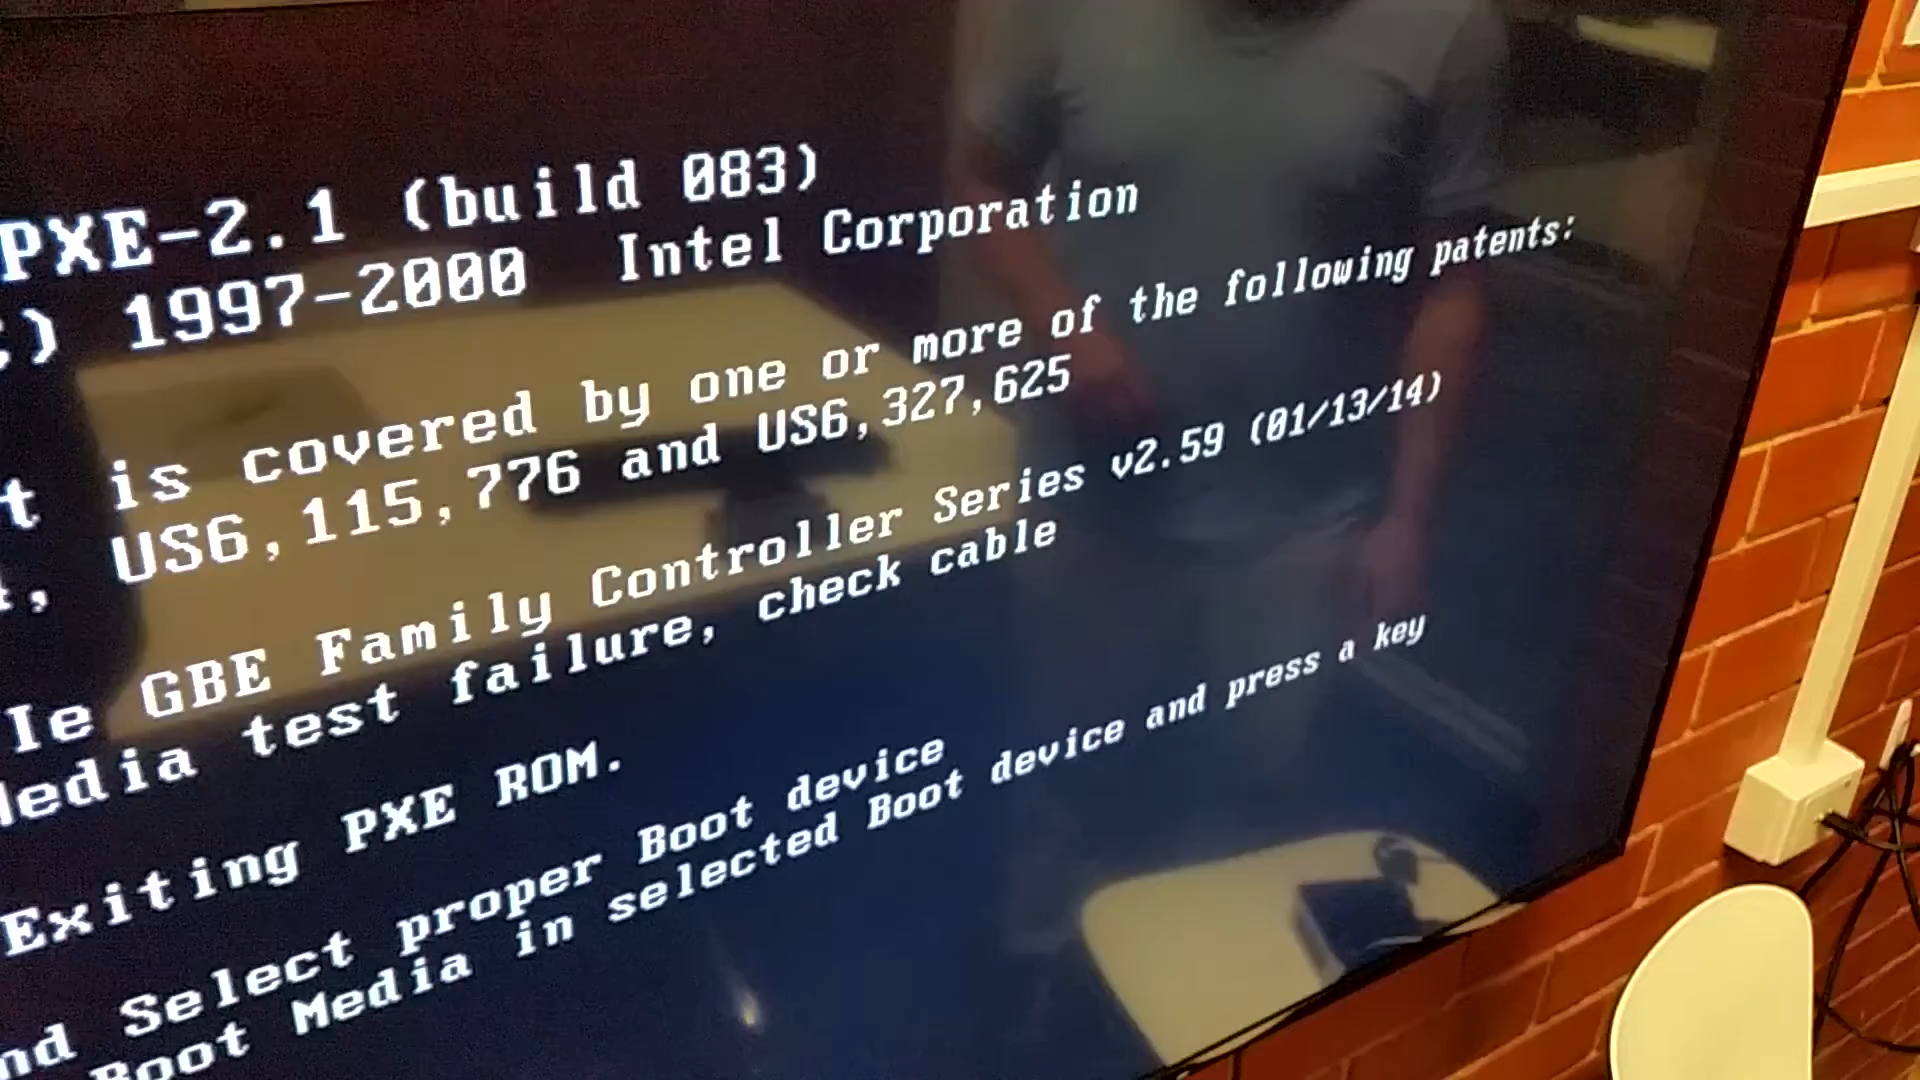 PXE-2.1 (build 083)
) 1997-2000 Intel Corporation
t is covered by one or more of the following patents:
, US6,115,776 and US6,327,625
Ie GBE Family Controller Series v2.59 (01/13/14)
Media test failure, check cable
Exiting PXE ROM.
nd Select proper Boot device
Boot Media in selected Boot device and press a key